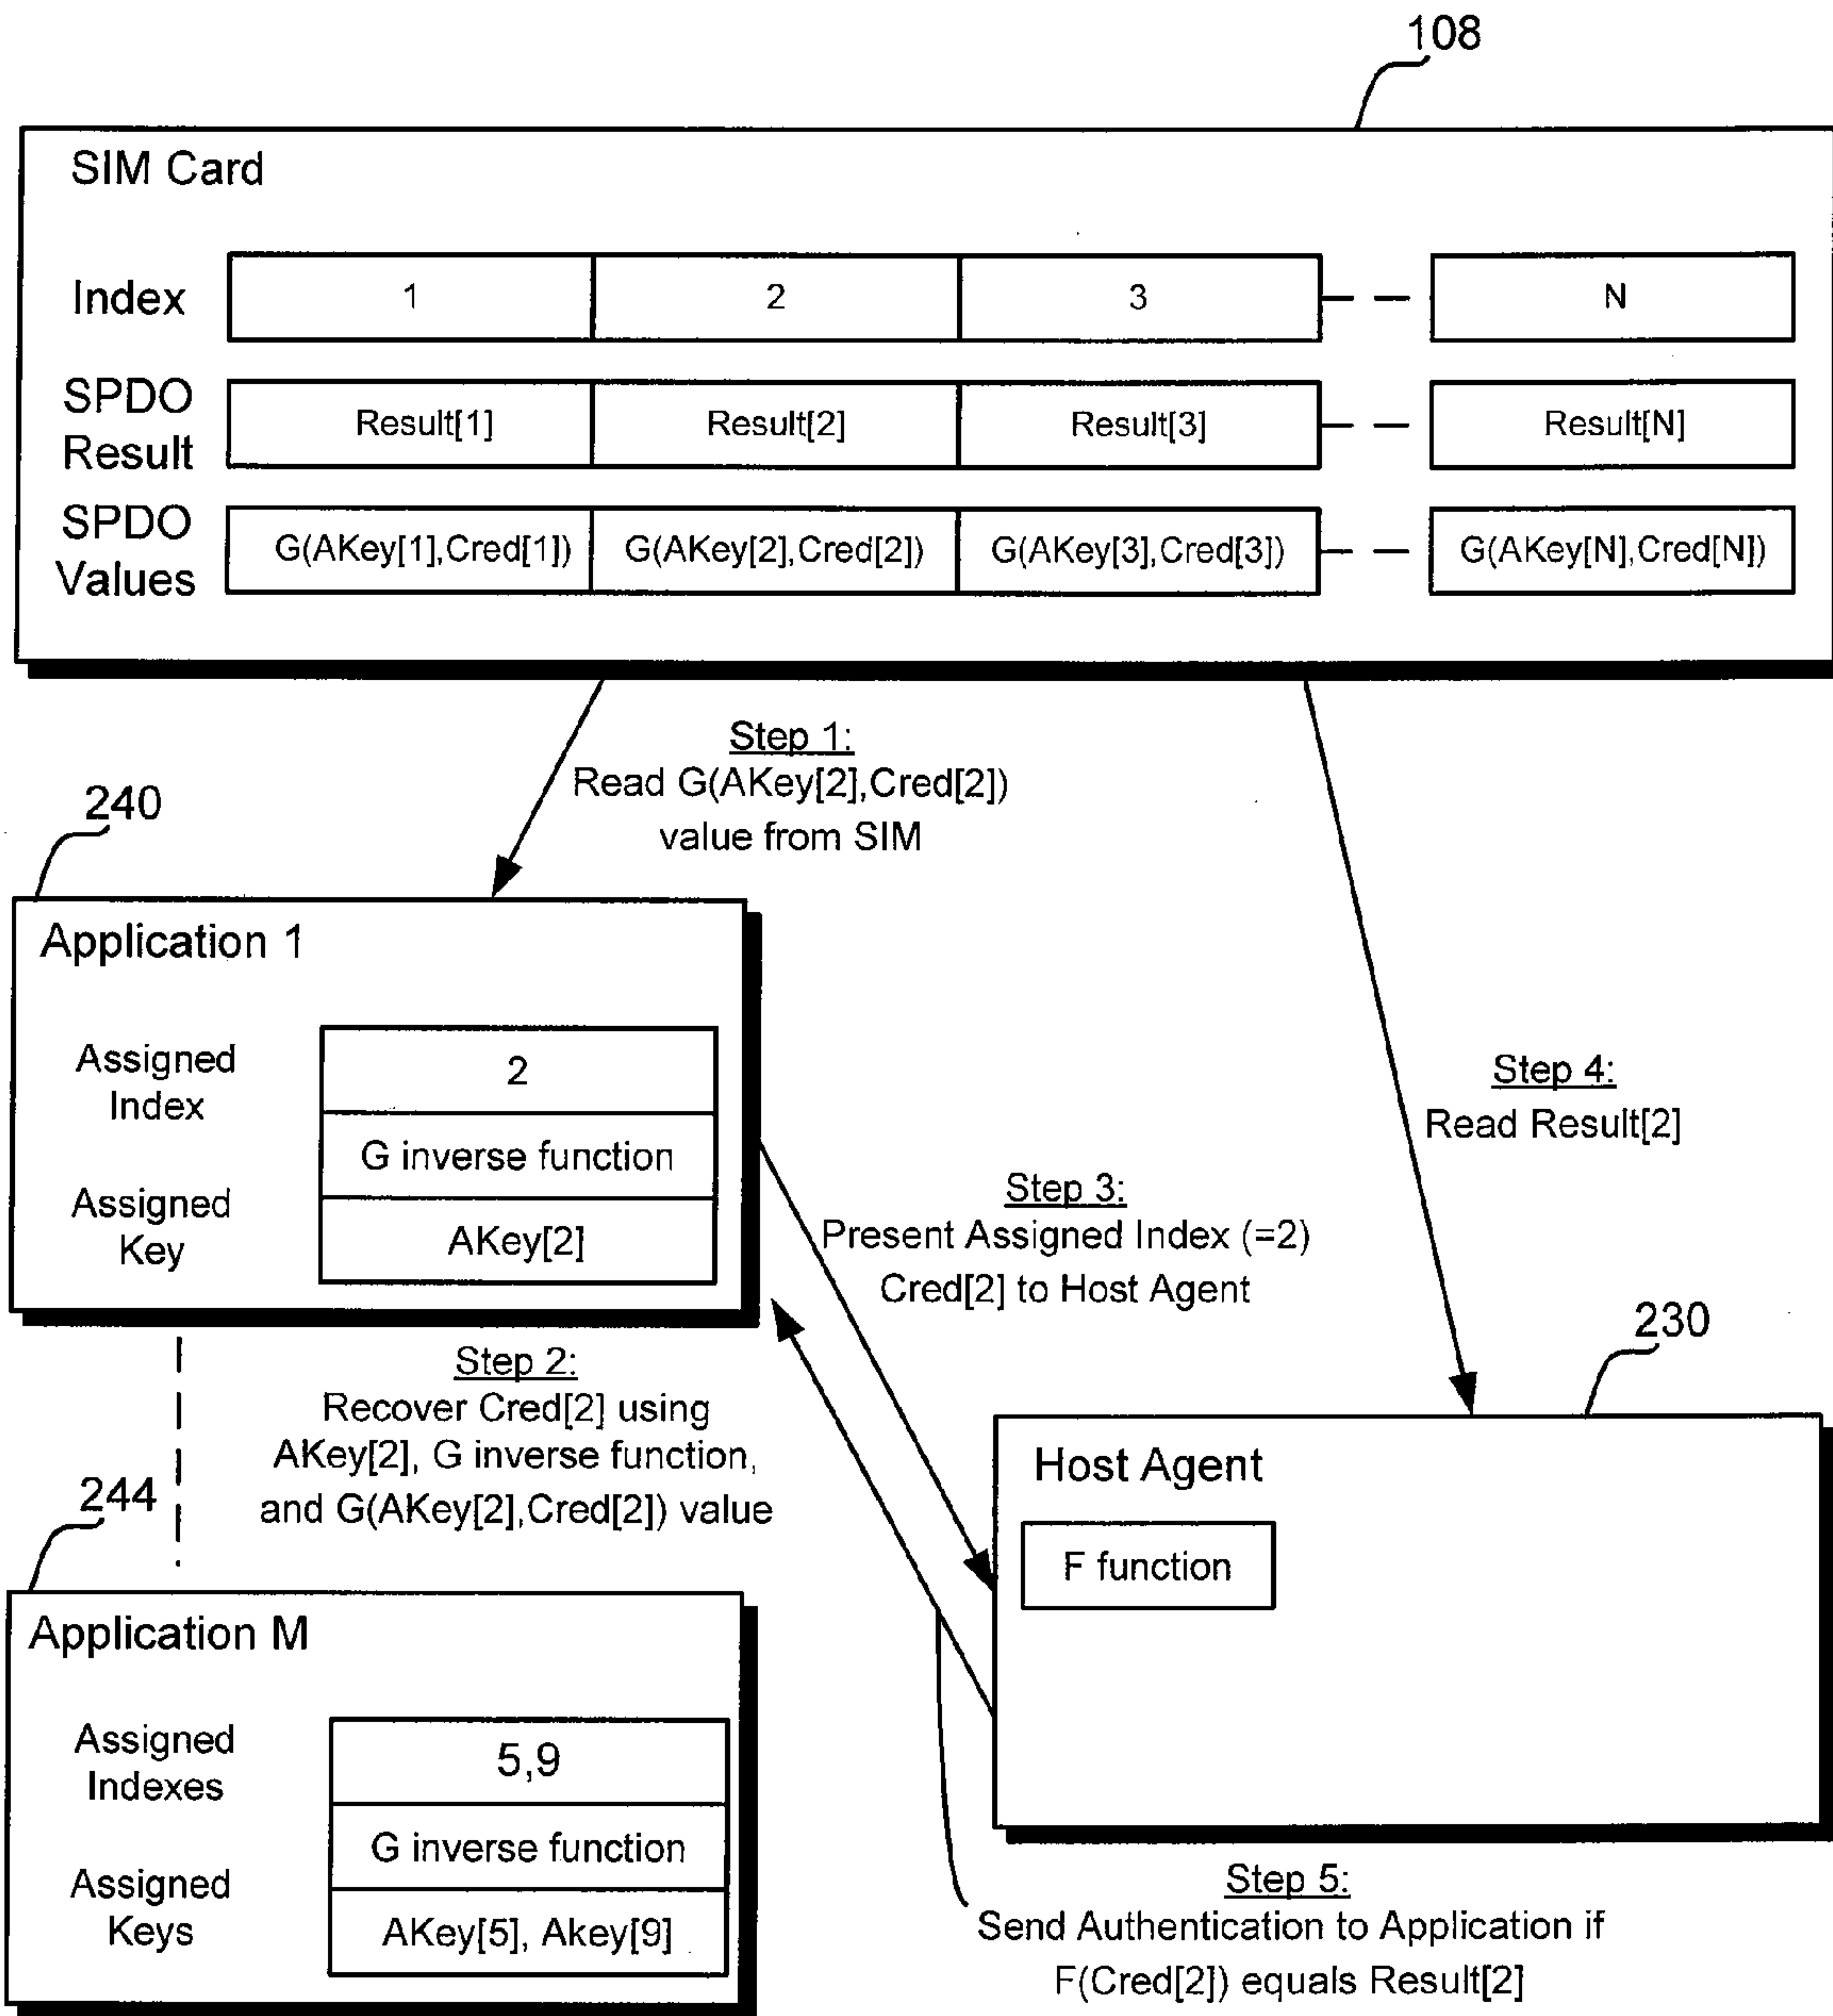 108
SIM Card
Index
1
2
3
N
SPDO
Result
Result[1]
Result[2]
Result[3]
Result[N]
SPDO
Values
G(AKey[1],Cred[1])
G(AKey[2],Cred[2])
G(AKey[3],Cred[3])
G(AKey[N],Cred[N])
Step 1:
Read G(AKey[2],Cred[2])
value from SIM
240
Application 1
Assigned
Index
2
G inverse function
Assigned
Key
AKey[2]
Step 4:
Read Result[2]
Step 3:
Present Assigned Index (=2)
Cred[2] to Host Agent
Step 2:
Recover Cred[2] using
AKey[2], G inverse function,
and G(AKey[2],Cred[2]) value
230
Host Agent
F function
244
Application M
Assigned
Indexes
5,9
G inverse function
Assigned
Keys
AKey[5], Akey[9]
Step 5:
Send Authentication to Application if
F(Cred[2]) equals Result[2]